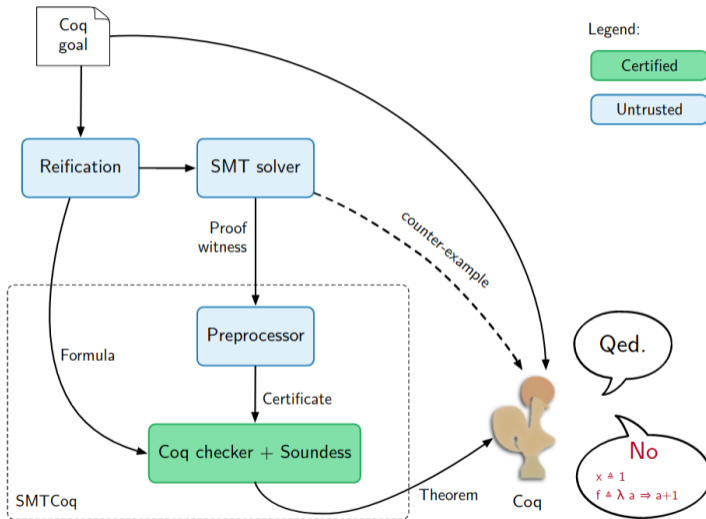 Coq
goal
Legend:
Certified
Untrusted
Reification
SMT solver
Proof
witness
counter-example
Preprocessor
Formula
Certificate
Qed.
Coq checker + Soundess
No
x ≜ 1
f ≜ λ a ⇒ a+1
SMTCoq
Theorem
Coq